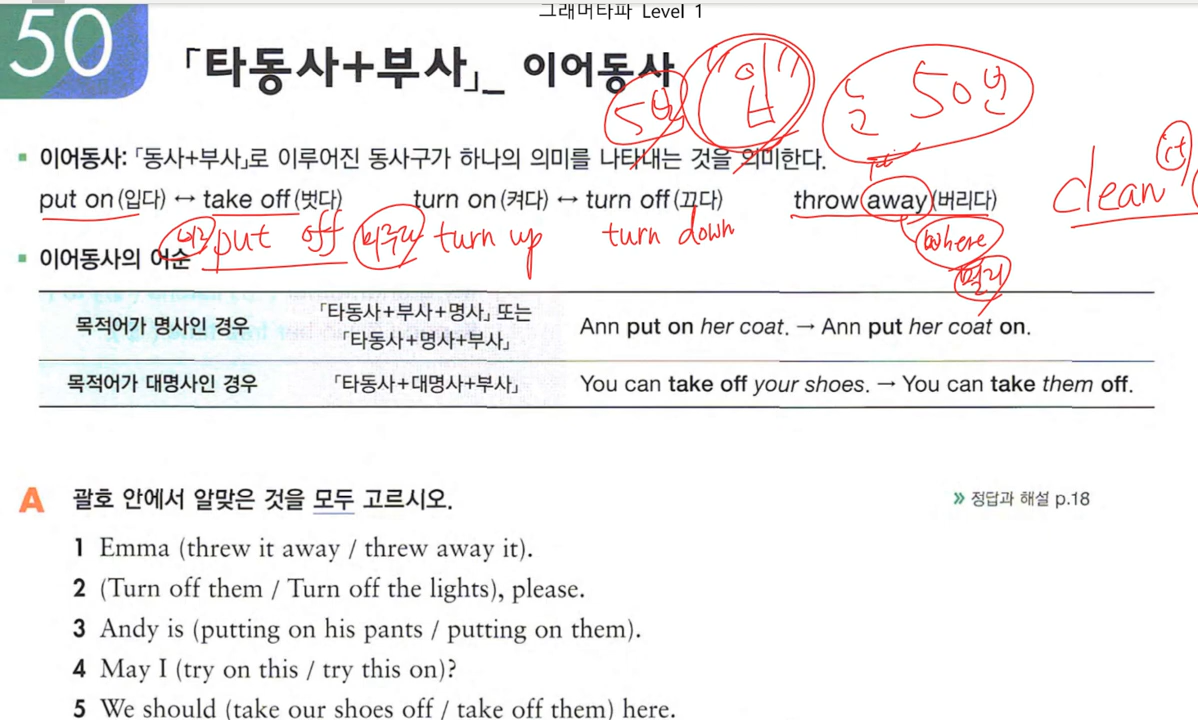 그래머타파 Level 1
50
「타동사+부사」_ 이어동사
5번 "입" 눈 50번
이어동사: 「동사+부사」로 이루어진 동사구가 하나의 의미를 나타내는 것을 의미한다.
it
clean
put on (입다) ↔ take off (벗다) turn on (켜다) ↔ turn off (끄다) throw away (버리다)
put off 미루다 turn up turn down where
멀리
이어동사의 어순
목적어가 명사인 경우 「타동사+부사+명사」 또는 「타동사+명사+부사」 Ann put on her coat. → Ann put her coat on.
목적어가 대명사인 경우 「타동사+대명사+부사」 You can take off your shoes. → You can take them off.
A 괄호 안에서 알맞은 것을 모두 고르시오. » 정답과 해설 p.18
1 Emma (threw it away / threw away it).
2 (Turn off them / Turn off the lights), please.
3 Andy is (putting on his pants / putting on them).
4 May I (try on this / try this on)?
5 We should (take our shoes off / take off them) here.